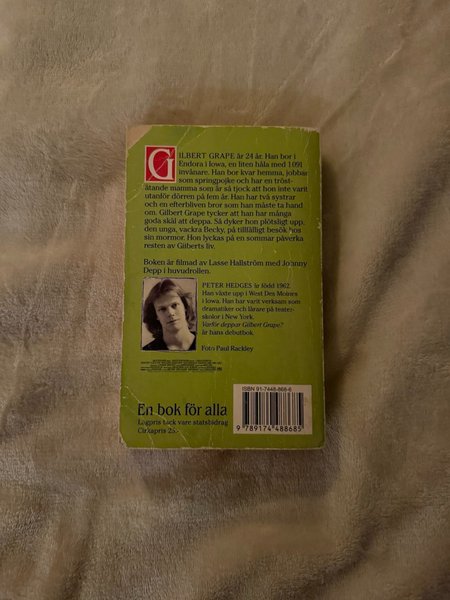 GILBERT GRAPE är 24 år. Han bor i
Endora i Iowa, en liten håla med 1091
invånare. Han bor kvar hemma, jobbar
som springpojke och har en tröst-
ätande mamma som är så tjock att hon inte varit
utanför dörren på fem år. Han har två systrar
och en efterbliven bror som han måste ta hand
om. Gilbert Grape tycker att han har många
goda skäl att deppa. Så dyker hon plötsligt upp,
den unga, vackra Becky, på tillfälligt besök hos
sin mormor. Hon lyckas på en sommar påverka
resten av Gilberts liv.
Boken är filmad av Lasse Hallström med Johnny
Depp i huvudrollen.
PETER HEDGES är född 1962.
Han växte upp i West Des Moines
i Iowa. Han har varit verksam som
dramatiker och lärare på teater-
skolor i New York.
Varför deppar Gilbert Grape?
är hans debutbok.
Foto Paul Rackley
En bok för alla
Lågpris tack vare statsbidrag
Cirkapris 25:-
ISBN 91-7448-868-6
9 789174 488685